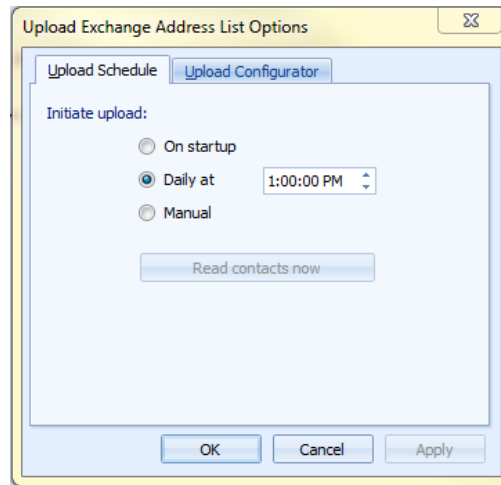 Upload Exchange Address List Options
Upload Schedule Upload Configurator
Initiate upload:
On startup
Daily at 1:00:00 PM
Manual
Read contacts now
OK Cancel Apply